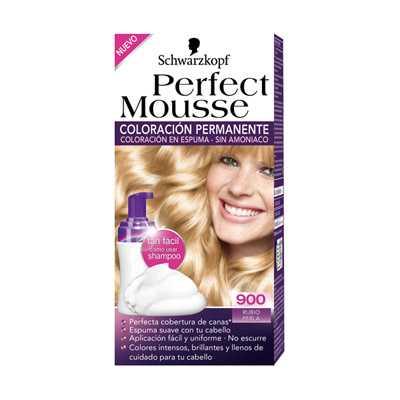 NUEVO
Schwarzkopf
Perfect
Mousse
COLORACIÓN PERMANENTE
COLORACIÓN EN ESPUMA - SIN AMONIACO
tan fácil
como usar
shampoo
900
RUBIO
PERLA
• Perfecta cobertura de canas*
• Espuma suave con tu cabello
• Aplicación fácil y uniforme - No escurre
• Colores intensos, brillantes y llenos de
cuidado para tu cabello